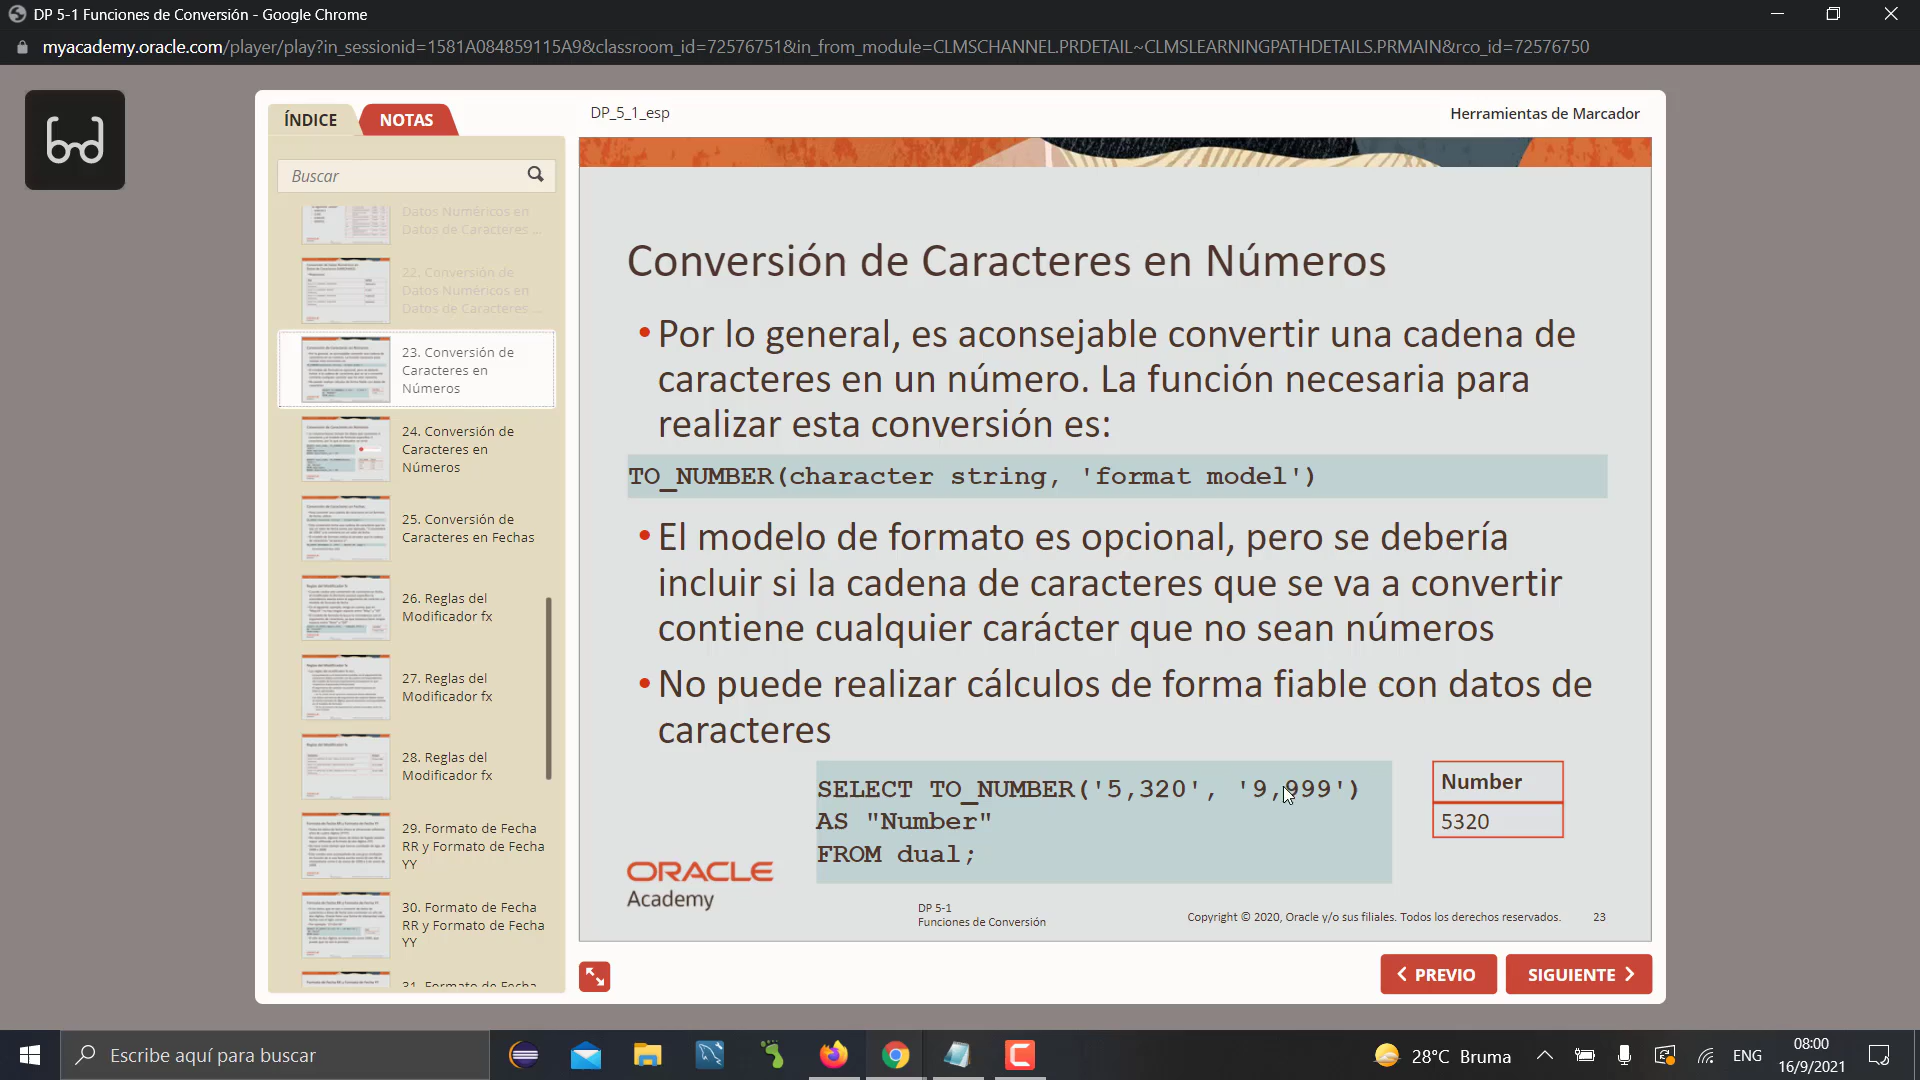 DP 5-1 Funciones de Conversión - Google Chrome
myacademy.oracle.com/player/play?in_sessionid=1581A084859115A9&classroom_id=72576751&in_from_module=CLMSCHANNEL.PRDETAIL~CLMSLEARNINGPATHDETAILS.PRMAIN&rco_id=72576750
ÍNDICE
NOTAS
DP_5_1_esp
Herramientas de Marcador
Buscar
Datos Numéricos en
Datos de Caracteres ...
22. Conversión de
Datos Numéricos en
Datos de Caracteres ...
23. Conversión de
Caracteres en
Números
24. Conversión de
Caracteres en
Números
25. Conversión de
Caracteres en Fechas
26. Reglas del
Modificador fx
27. Reglas del
Modificador fx
28. Reglas del
Modificador fx
29. Formato de Fecha
RR y Formato de Fecha
YY
30. Formato de Fecha
RR y Formato de Fecha
YY
31. Formato de Fecha
Conversión de Caracteres en Números
• Por lo general, es aconsejable convertir una cadena de
caracteres en un número. La función necesaria para
realizar esta conversión es:
TO_NUMBER(character string, 'format model')
• El modelo de formato es opcional, pero se debería
incluir si la cadena de caracteres que se va a convertir
contiene cualquier carácter que no sean números
• No puede realizar cálculos de forma fiable con datos de
caracteres
SELECT TO_NUMBER('5,320', '9,999')
AS "Number"
FROM dual;
Number
5320
ORACLE
Academy
DP 5-1
Funciones de Conversión
Copyright © 2020, Oracle y/o sus filiales. Todos los derechos reservados.
23
PREVIO
SIGUIENTE
Escribe aquí para buscar
28°C Bruma
ENG
08:00
16/9/2021